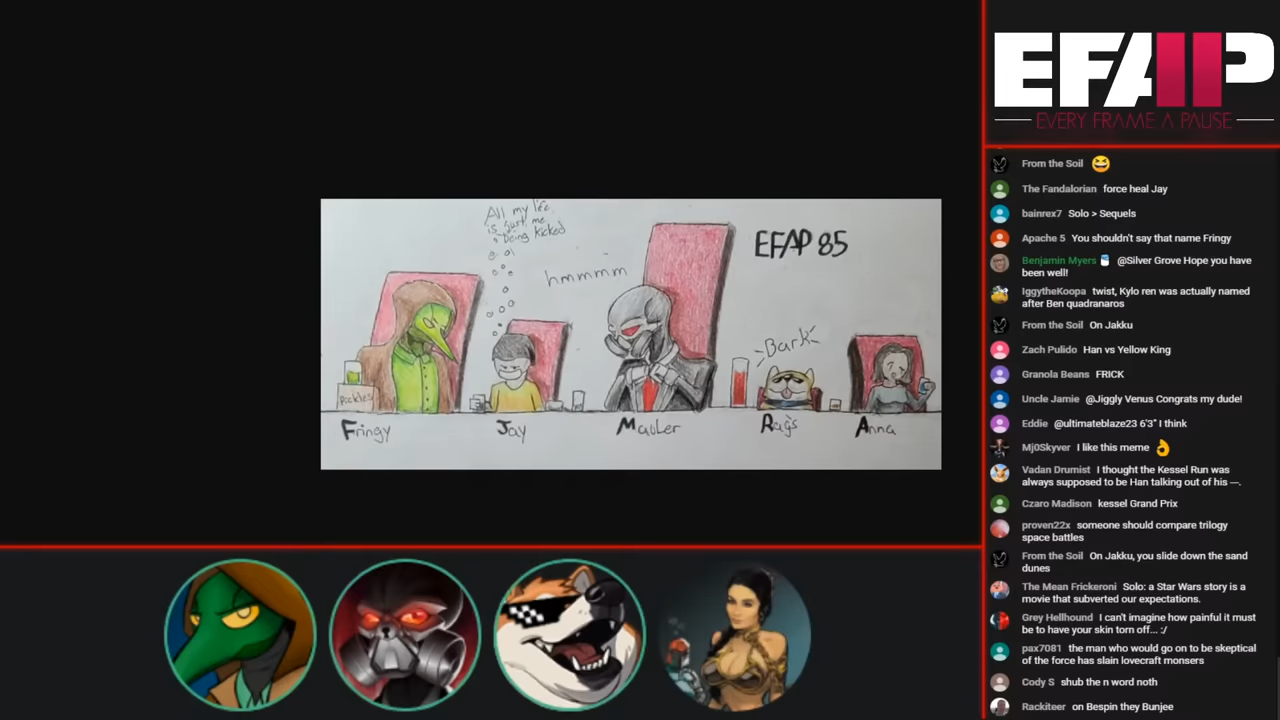 All my life
is just me
being kicked
hmmmm
EFAP 85
Bark
Pockles
Fringy
Jay
Mauler
Rags
Anna
EFAP
EVERY FRAME A PAUSE
From the Soil 😆
The Fandalorian force heal Jay
bainrex7 Solo > Sequels
Apache 5 You shouldn't say that name Fringy
Benjamin Myers 🥛 @Silver Grove Hope you have
been well!
IggytheKoopa twist, Kylo ren was actually named
after Ben quadranaros
From the Soil On Jakku
Zach Pulido Han vs Yellow King
Granola Beans FRICK
Uncle Jamie @Jiggly Venus Congrats my dude!
Eddie @ultimateblaze23 6'3" I think
Mj0Skyver I like this meme 👌
Vadan Drumist I thought the Kessel Run was
always supposed to be Han talking out of his —.
Czaro Madison kessel Grand Prix
proven22x someone should compare trilogy
space battles
From the Soil On Jakku, you slide down the sand
dunes
The Mean Frickeroni Solo: a Star Wars story is a
movie that subverted our expectations.
Grey Hellhound I can't imagine how painful it must
be to have your skin torn off... :/
pax7081 the man who would go on to be skeptical
of the force has slain lovecraft monsers
Cody S shub the n word noth
Rackiteer on Bespin they Bunjee